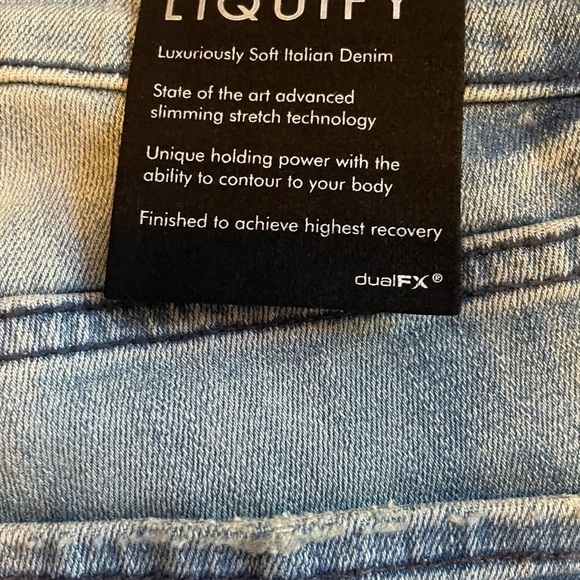 LIQUIFY
Luxuriously Soft Italian Denim
State of the art advanced
slimming stretch technology
Unique holding power with the
ability to contour to your body
Finished to achieve highest recovery
dualFX®